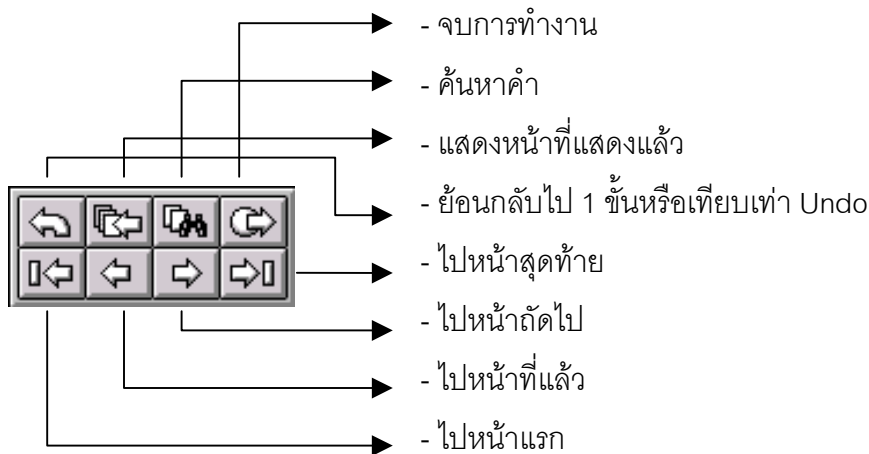 - จบการทำงาน
- ค้นหาคำ
- แสดงหน้าที่แสดงแล้ว
- ย้อนกลับไป 1 ขั้นหรือเทียบเท่า Undo
- ไปหน้าสุดท้าย
- ไปหน้าถัดไป
- ไปหน้าที่แล้ว
- ไปหน้าแรก